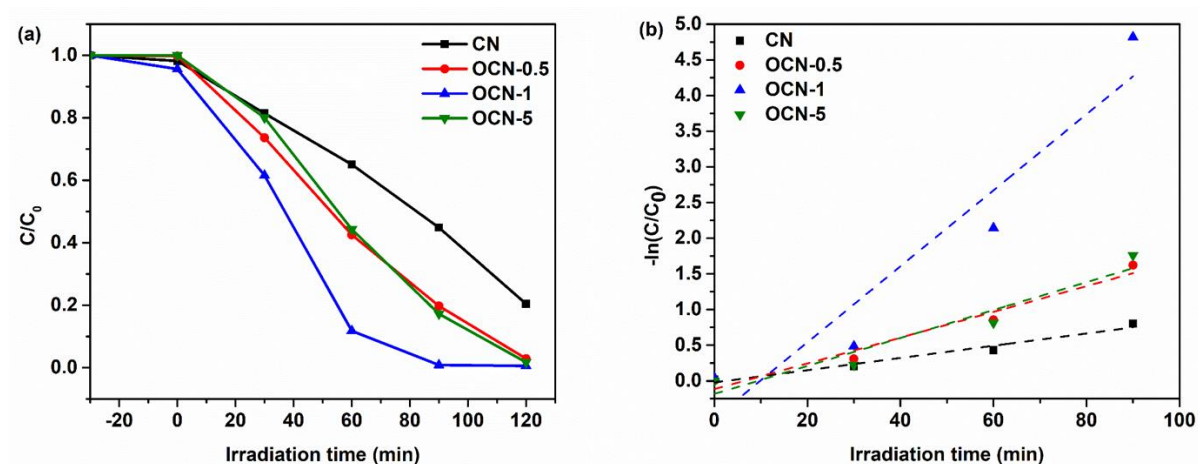 (a)
CN
OCN-0.5
OCN-1
OCN-5
1.0
0.8
0.6
0.4
0.2
0.0
C/C0
-20 0 20 40 60 80 100 120
Irradiation time (min)
(b)
CN
OCN-0.5
OCN-1
OCN-5
5.0
4.5
4.0
3.5
3.0
2.5
2.0
1.5
1.0
0.5
0.0
-ln(C/C0)
0 20 40 60 80 100
Irradiation time (min)